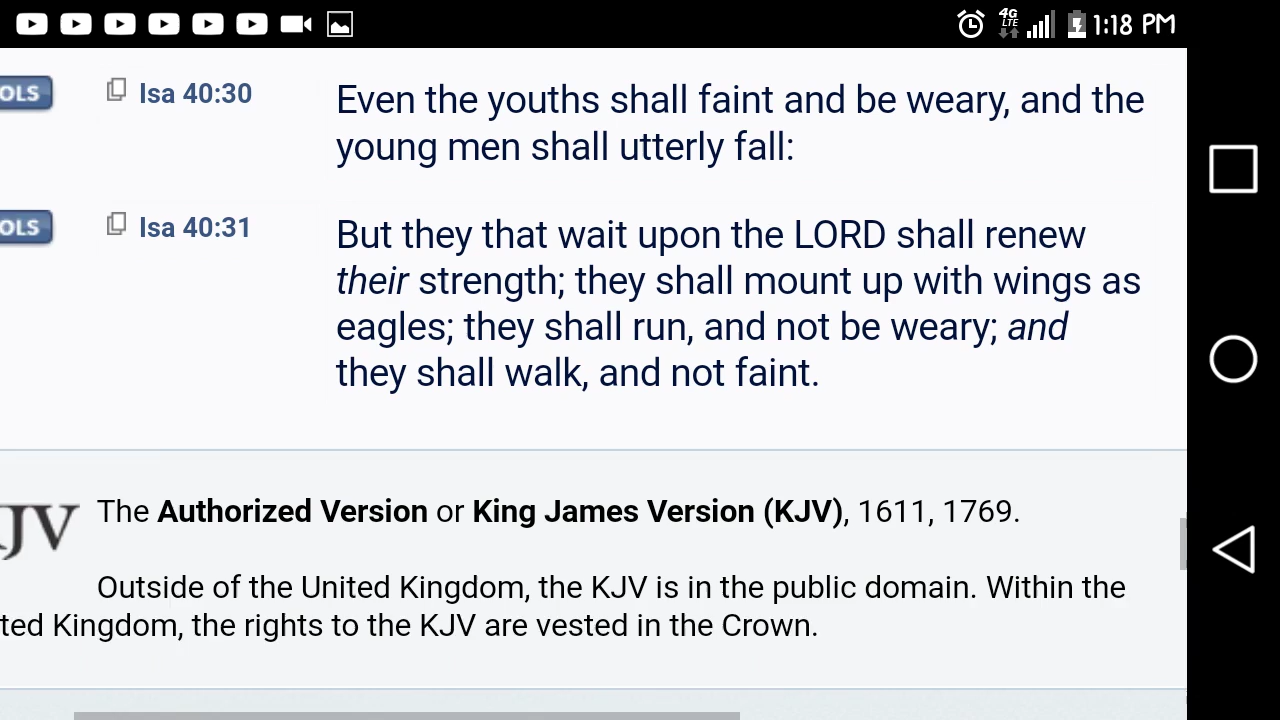 4G
LTE
1:18 PM
OLS
Isa 40:30
Even the youths shall faint and be weary, and the
young men shall utterly fall:
OLS
Isa 40:31
But they that wait upon the LORD shall renew
their strength; they shall mount up with wings as
eagles; they shall run, and not be weary; and
they shall walk, and not faint.
JV
The Authorized Version or King James Version (KJV), 1611, 1769.
Outside of the United Kingdom, the KJV is in the public domain. Within the
ted Kingdom, the rights to the KJV are vested in the Crown.